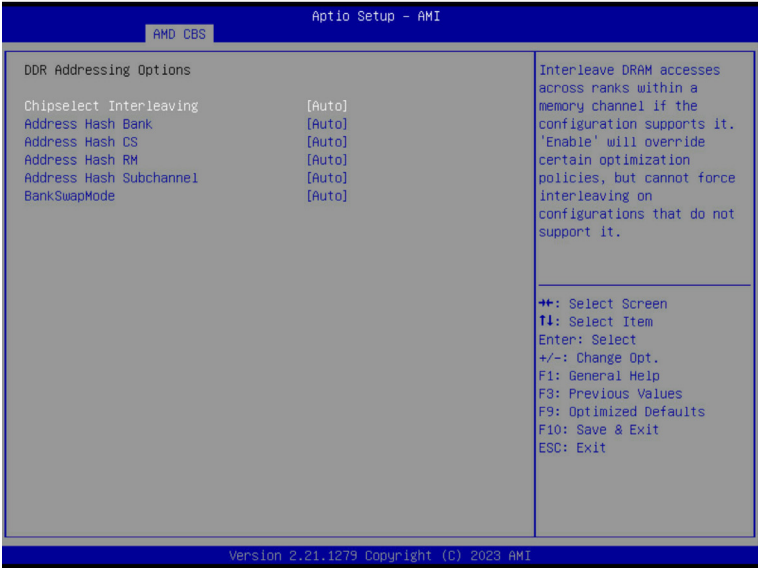 Aptio Setup - AMI
AMD CBS
DDR Addressing Options
Chipselect Interleaving [Auto]
Address Hash Bank [Auto]
Address Hash CS [Auto]
Address Hash RM [Auto]
Address Hash Subchannel [Auto]
BankSwapMode [Auto]
Interleave DRAM accesses
across ranks within a
memory channel if the
configuration supports it.
'Enable' will override
certain optimization
policies, but cannot force
interleaving on
configurations that do not
support it.
→←: Select Screen
↑↓: Select Item
Enter: Select
+/-: Change Opt.
F1: General Help
F3: Previous Values
F9: Optimized Defaults
F10: Save & Exit
ESC: Exit
Version 2.21.1279 Copyright (C) 2023 AMI